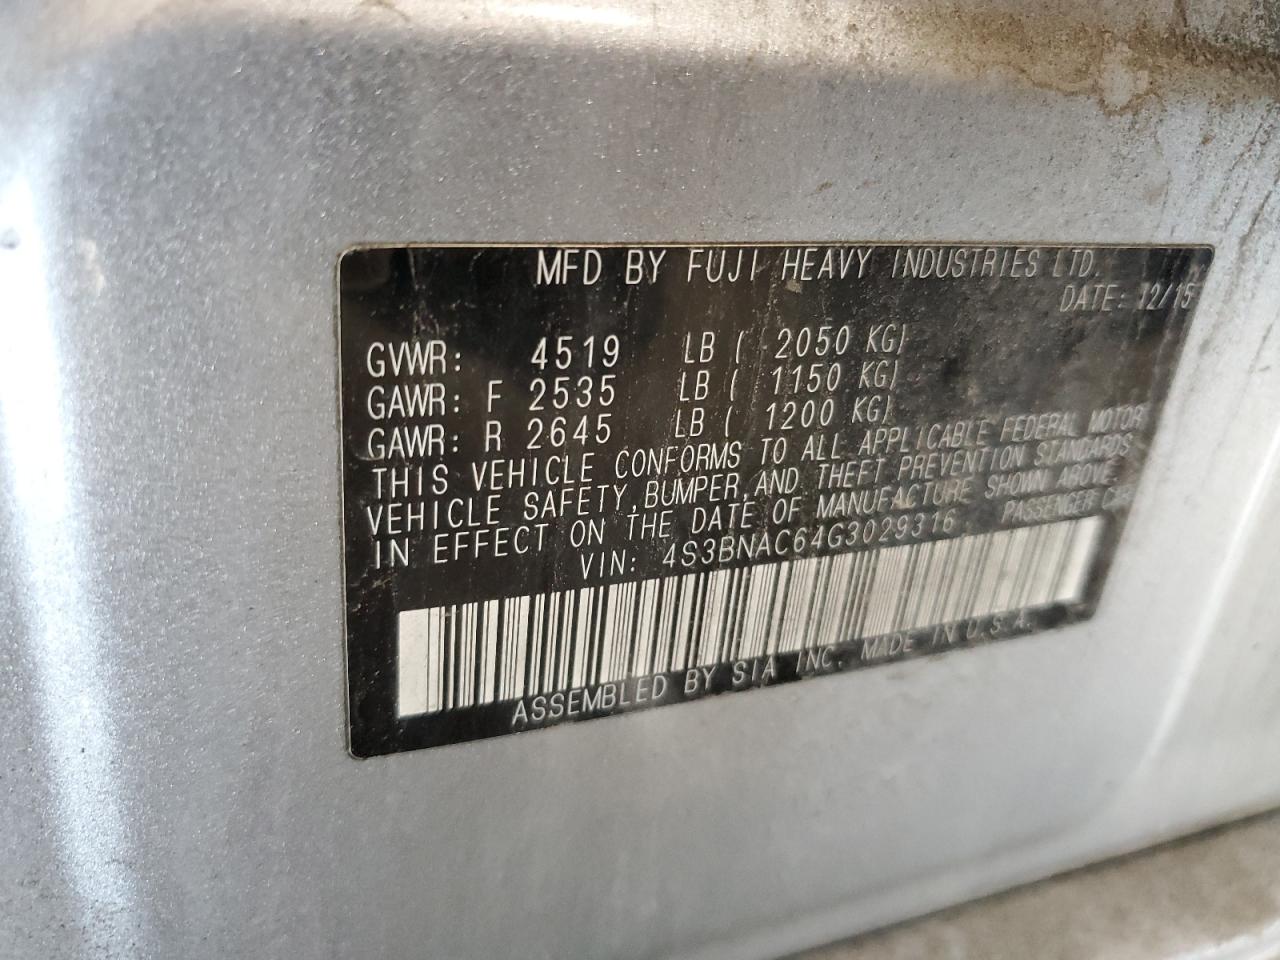 MFD BY FUJI HEAVY INDUSTRIES LTD.
DATE: 12/15
GVWR: 4519 LB ( 2050 KG)
GAWR: F 2535 LB ( 1150 KG)
GAWR: R 2645 LB ( 1200 KG)
THIS VEHICLE CONFORMS TO ALL APPLICABLE FEDERAL MOTOR
VEHICLE SAFETY, BUMPER, AND THEFT PREVENTION STANDARDS
IN EFFECT ON THE DATE OF MANUFACTURE SHOWN ABOVE.
VIN: 4S3BNAC64G3029316 PASSENGER CAR
ASSEMBLED BY SIA INC. MADE IN U.S.A.